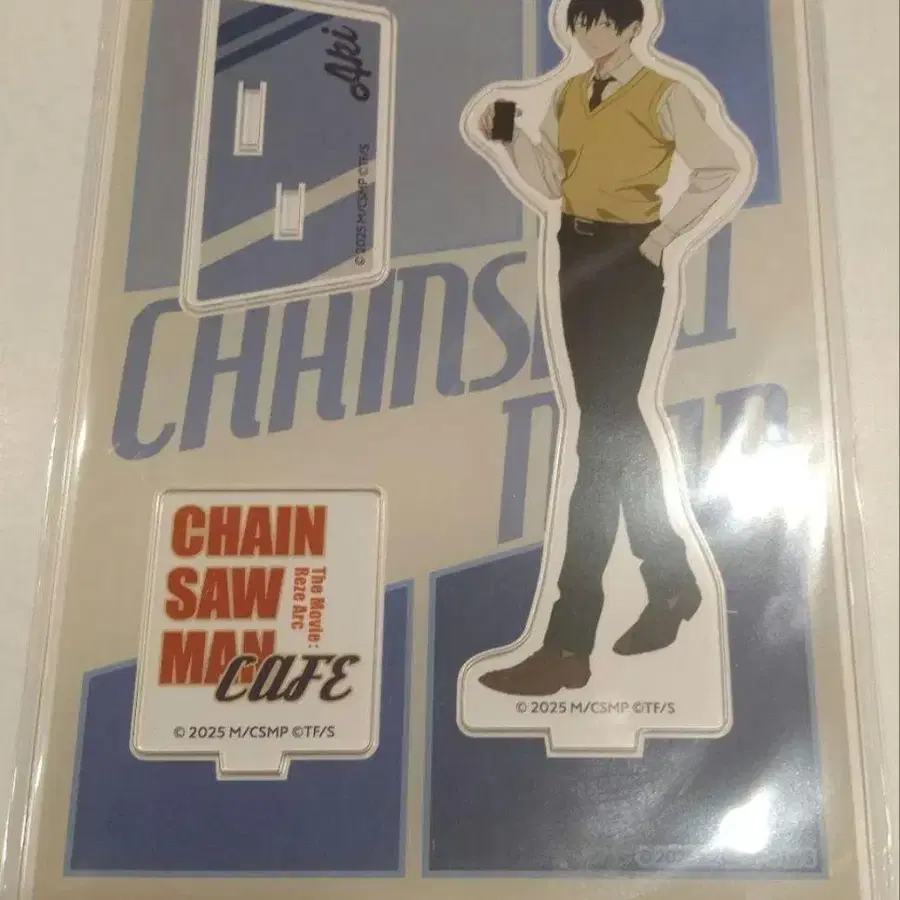 Aki
© 2025 M/CSMP ©TF/S
CHAINSAW
MAN
CHAIN
SAW
MAN
The Movie:
Reze Arc
CAFE
© 2025 M/CSMP ©TF/S
© 2025 M/CSMP ©TF/S